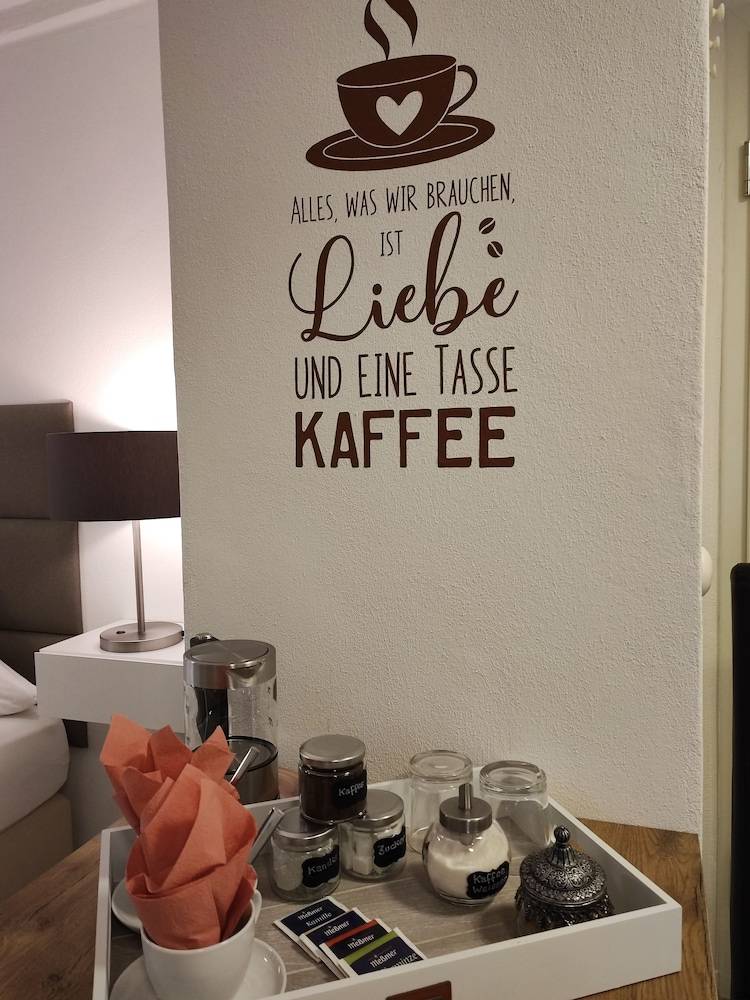 ALLES, WAS WIR BRAUCHEN,
IST
Liebe
UND EINE TASSE
KAFFEE
Kaffee
Zucker
Kandis
Kaffee
Weisser
Meßmer
Kamille
Meßmer
Meßmer
Meßmer